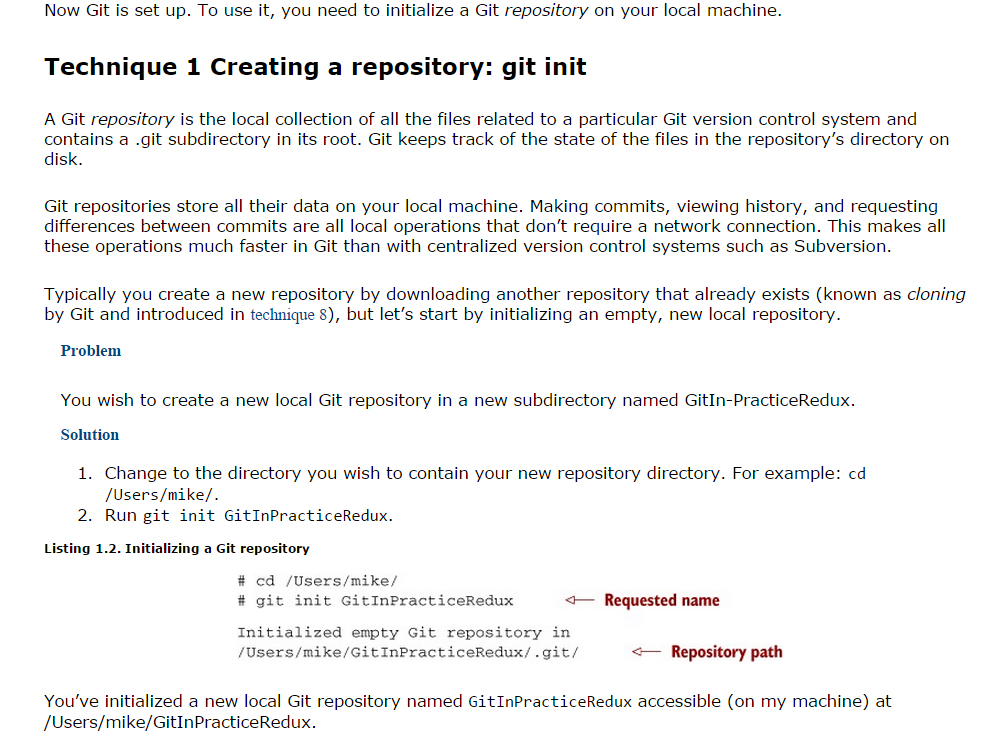 Now Git is set up. To use it, you need to initialize a Git repository on your local machine.
Technique 1 Creating a repository: git init
A Git repository is the local collection of all the files related to a particular Git version control system and
contains a .git subdirectory in its root. Git keeps track of the state of the files in the repository’s directory on
disk.
Git repositories store all their data on your local machine. Making commits, viewing history, and requesting
differences between commits are all local operations that don’t require a network connection. This makes all
these operations much faster in Git than with centralized version control systems such as Subversion.
Typically you create a new repository by downloading another repository that already exists (known as cloning
by Git and introduced in technique 8), but let’s start by initializing an empty, new local repository.
Problem
You wish to create a new local Git repository in a new subdirectory named GitIn-PracticeRedux.
Solution
1. Change to the directory you wish to contain your new repository directory. For example: cd
/Users/mike/.
2. Run git init GitInPracticeRedux.
Listing 1.2. Initializing a Git repository
# cd /Users/mike/
# git init GitInPracticeRedux Requested name
Initialized empty Git repository in
/Users/mike/GitInPracticeRedux/.git/ Repository path
You’ve initialized a new local Git repository named GitInPracticeRedux accessible (on my machine) at
/Users/mike/GitInPracticeRedux.